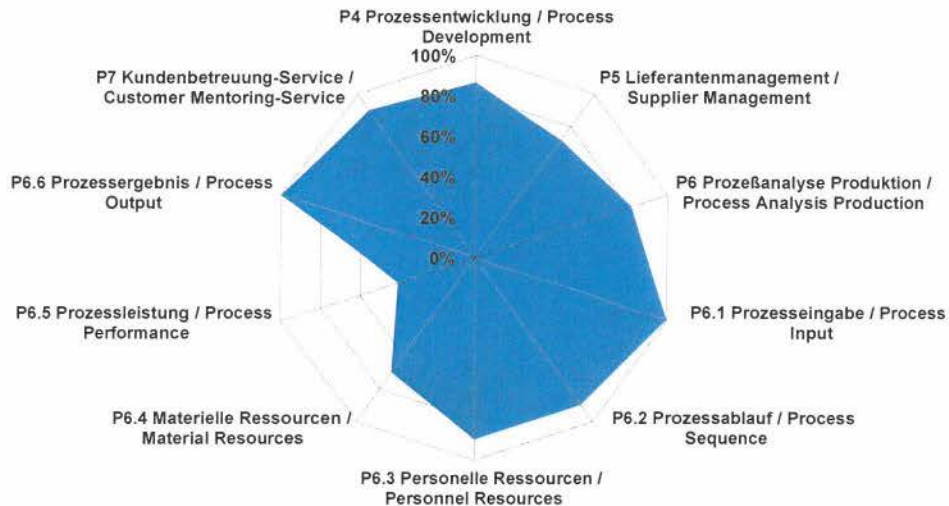 P4 Prozessentwicklung / Process
Development
100%
80%
60%
40%
20%
0%
P5 Lieferantenmanagement /
Supplier Management
P6 Prozeßanalyse Produktion /
Process Analysis Production
P6.1 Prozesseingabe / Process
Input
P6.2 Prozessablauf / Process
Sequence
P6.3 Personelle Ressourcen /
Personnel Resources
P6.4 Materielle Ressourcen /
Material Resources
P6.5 Prozessleistung / Process
Performance
P6.6 Prozessergebnis / Process
Output
P7 Kundenbetreuung-Service /
Customer Mentoring-Service